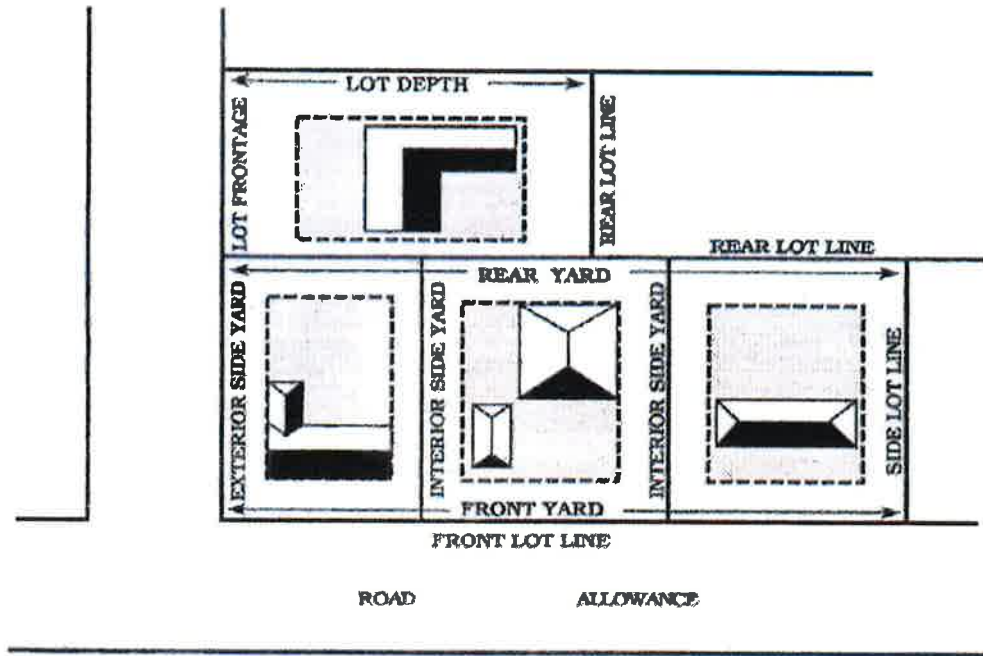 LOT DEPTH
LOT FRONTAGE
REAR LOT LINE
REAR LOT LINE
REAR YARD
EXTERIOR SIDE YARD
INTERIOR SIDE YARD
INTERIOR SIDE YARD
SIDE LOT LINE
FRONT YARD
FRONT LOT LINE
ROAD ALLOWANCE